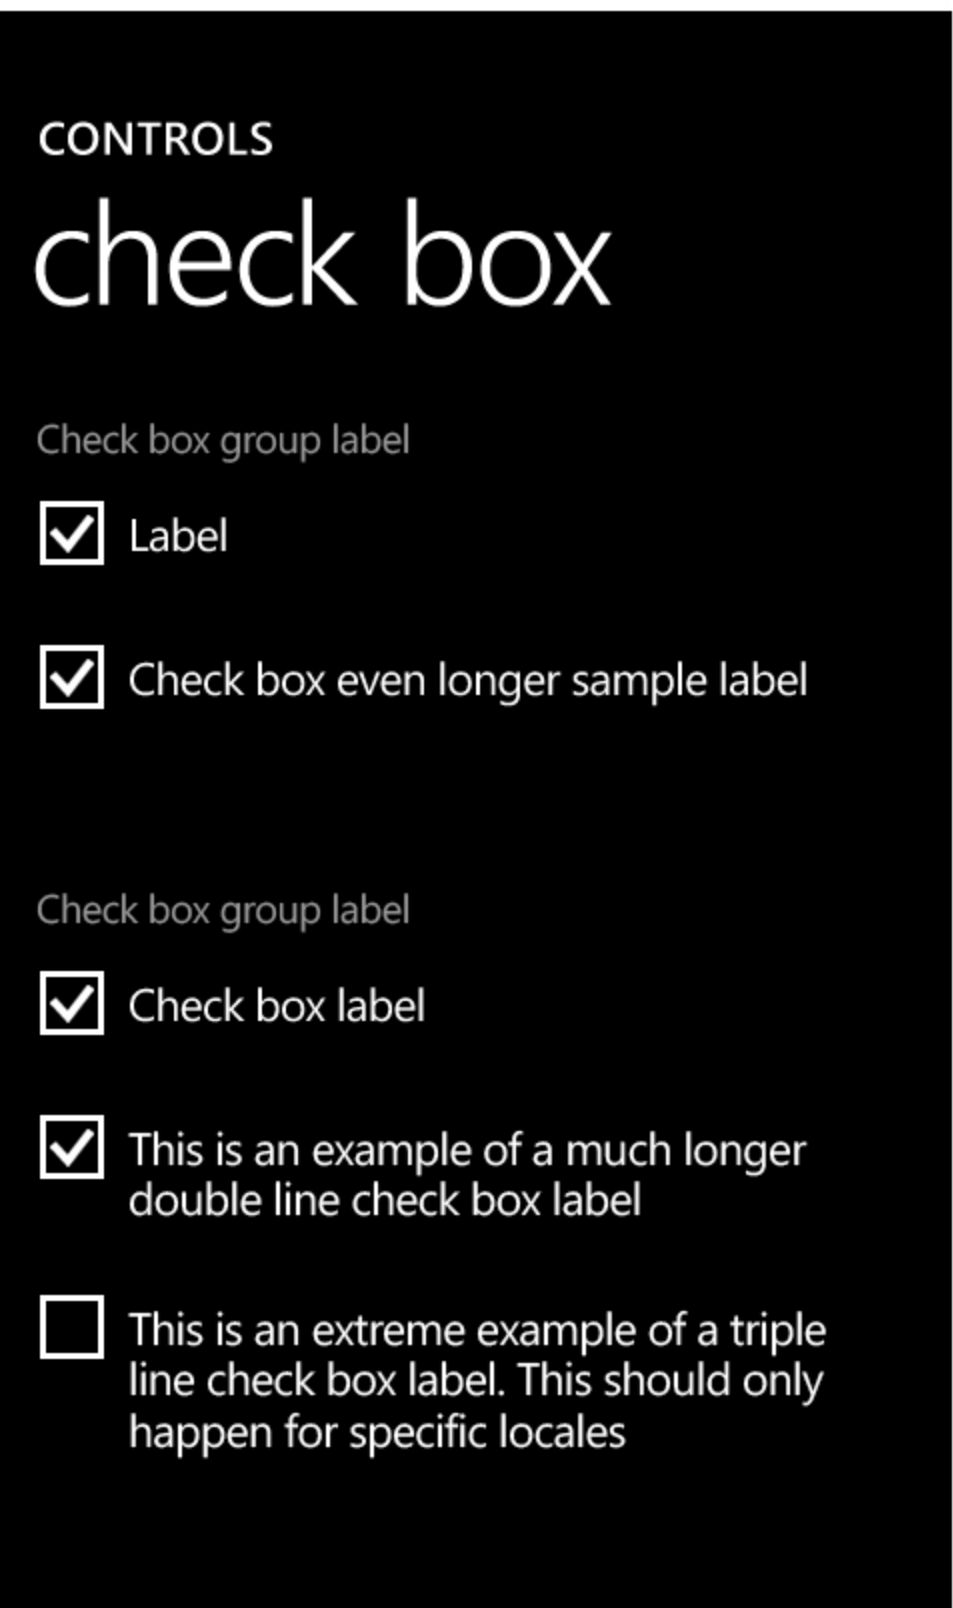 CONTROLS
check box
Check box group label
Label
Check box even longer sample label
Check box group label
Check box label
This is an example of a much longer
double line check box label
This is an extreme example of a triple
line check box label. This should only
happen for specific locales